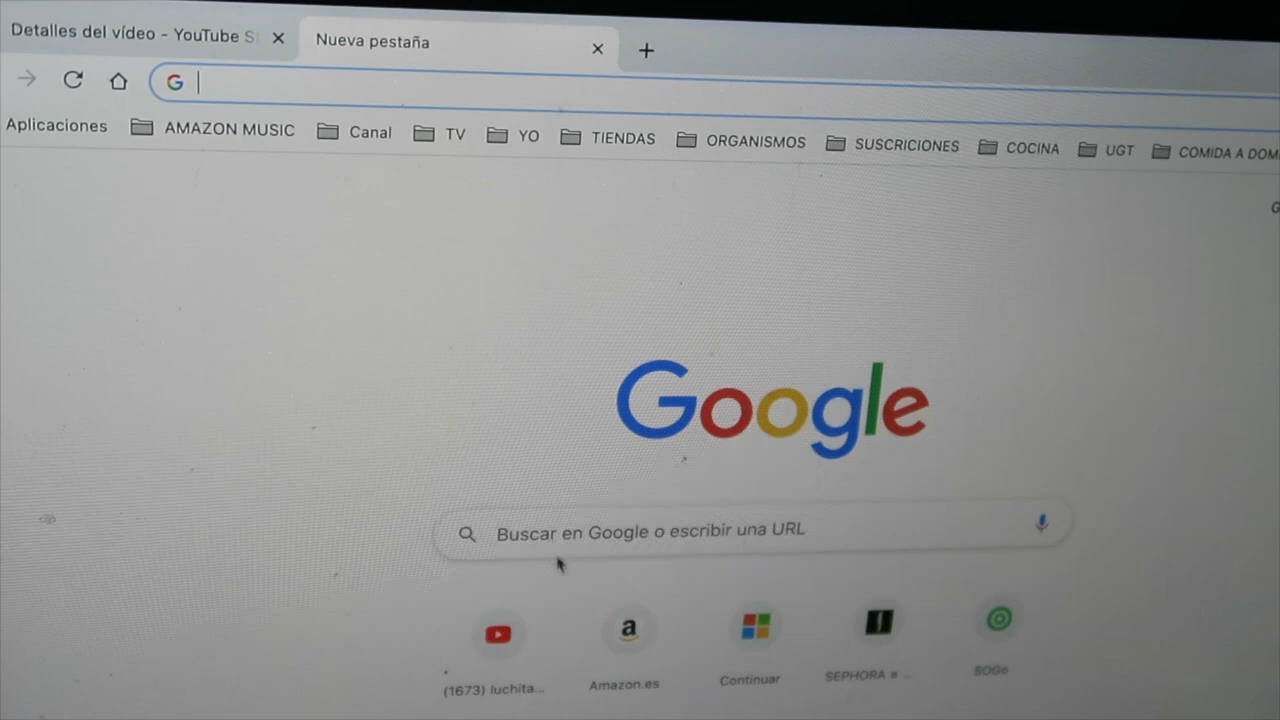 Detalles del vídeo - YouTube S
Nueva pestaña
Aplicaciones
AMAZON MUSIC
Canal
TV
YO
TIENDAS
ORGANISMOS
SUSCRICIONES
COCINA
UGT
COMIDA A DOM
G
Google
Buscar en Google o escribir una URL
(1673) luchita...
Amazon.es
Continuar
SEPHORA
SOGo